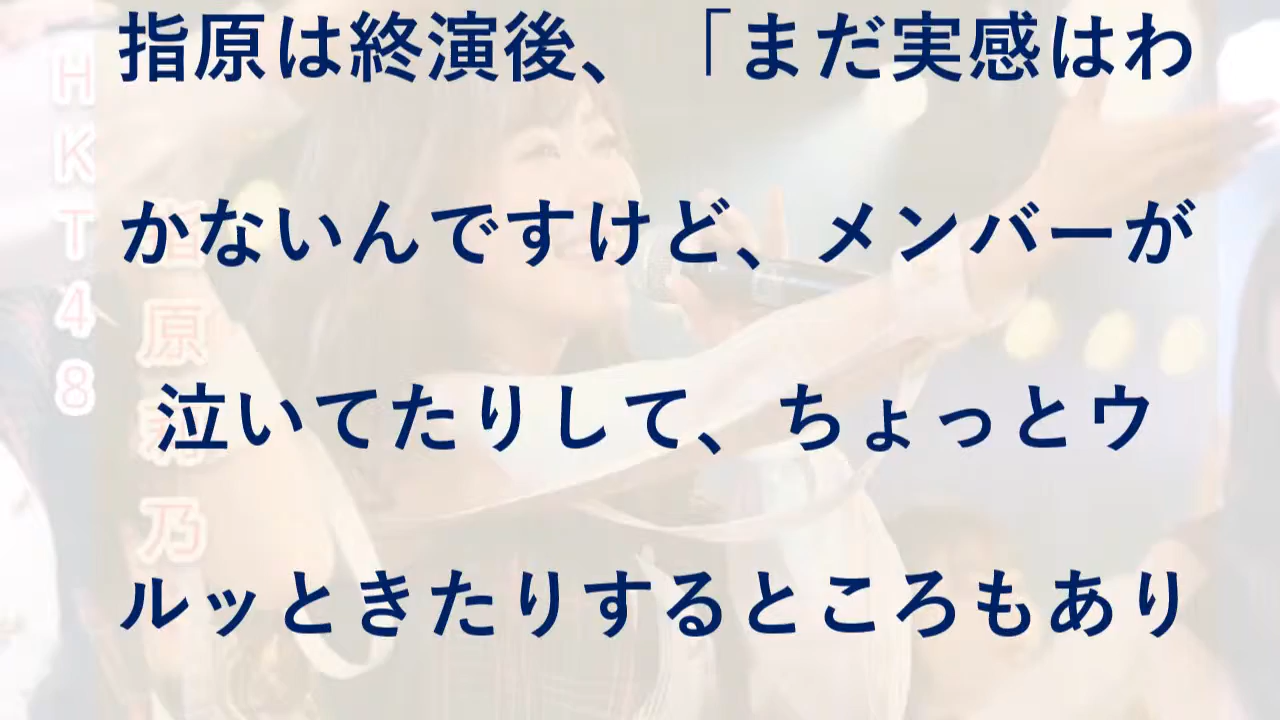 指原は終演後、「まだ実感はわ
かないんですけど、メンバーが
泣いてたりして、ちょっとウ
ルッときたりするところもあり
HKT48
指原莉乃